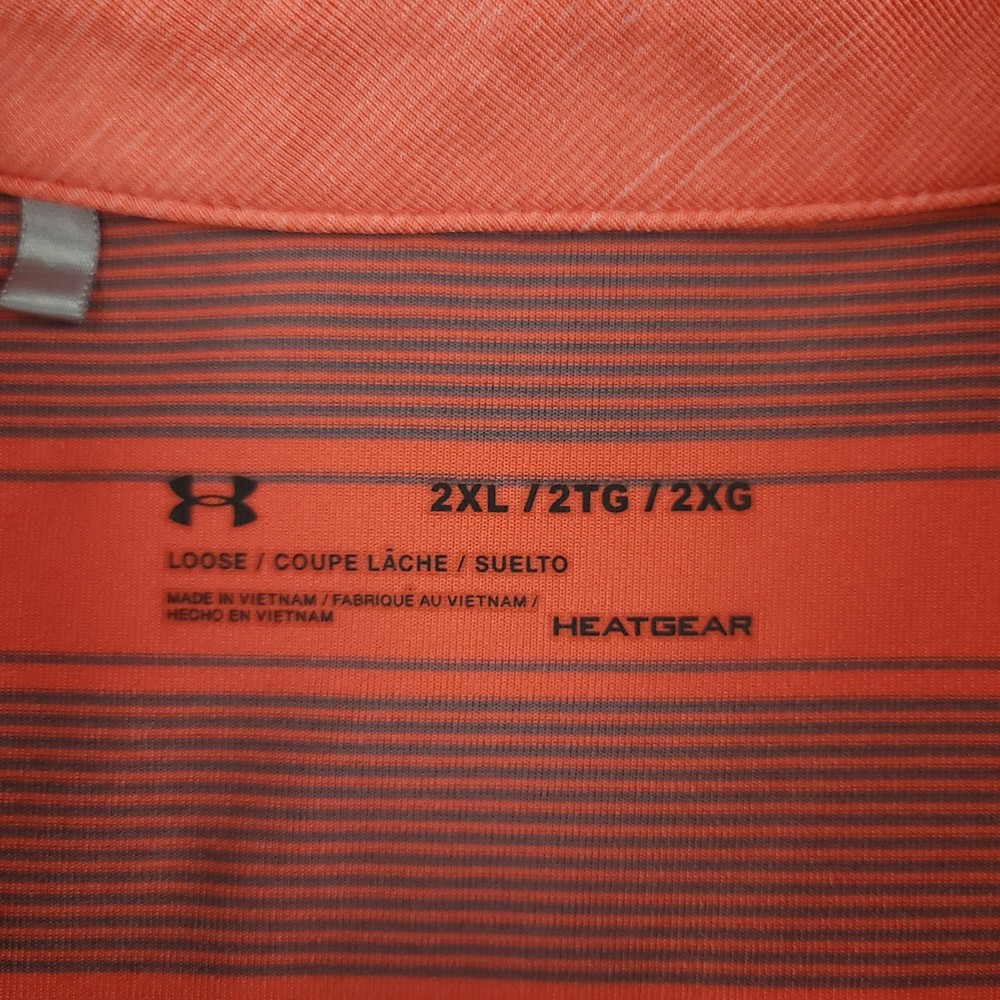 2XL / 2TG / 2XG
LOOSE / COUPE LÂCHE / SUELTO
MADE IN VIETNAM / FABRIQUÉ AU VIETNAM /
HECHO EN VIETNAM
HEATGEAR